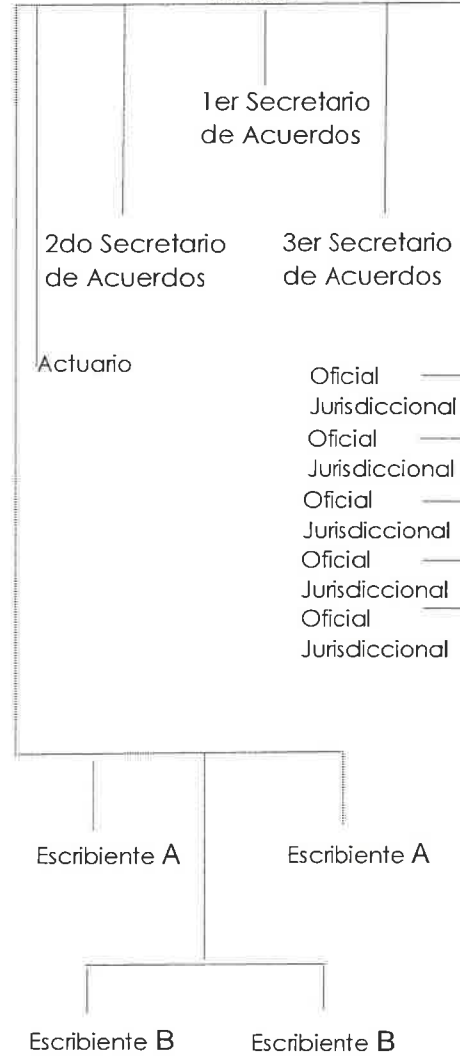 1er Secretario
de Acuerdos
2do Secretario
de Acuerdos
3er Secretario
de Acuerdos
Actuario
Oficial
Jurisdiccional
Oficial
Jurisdiccional
Oficial
Jurisdiccional
Oficial
Jurisdiccional
Oficial
Jurisdiccional
Escribiente A
Escribiente A
Escribiente B
Escribiente B